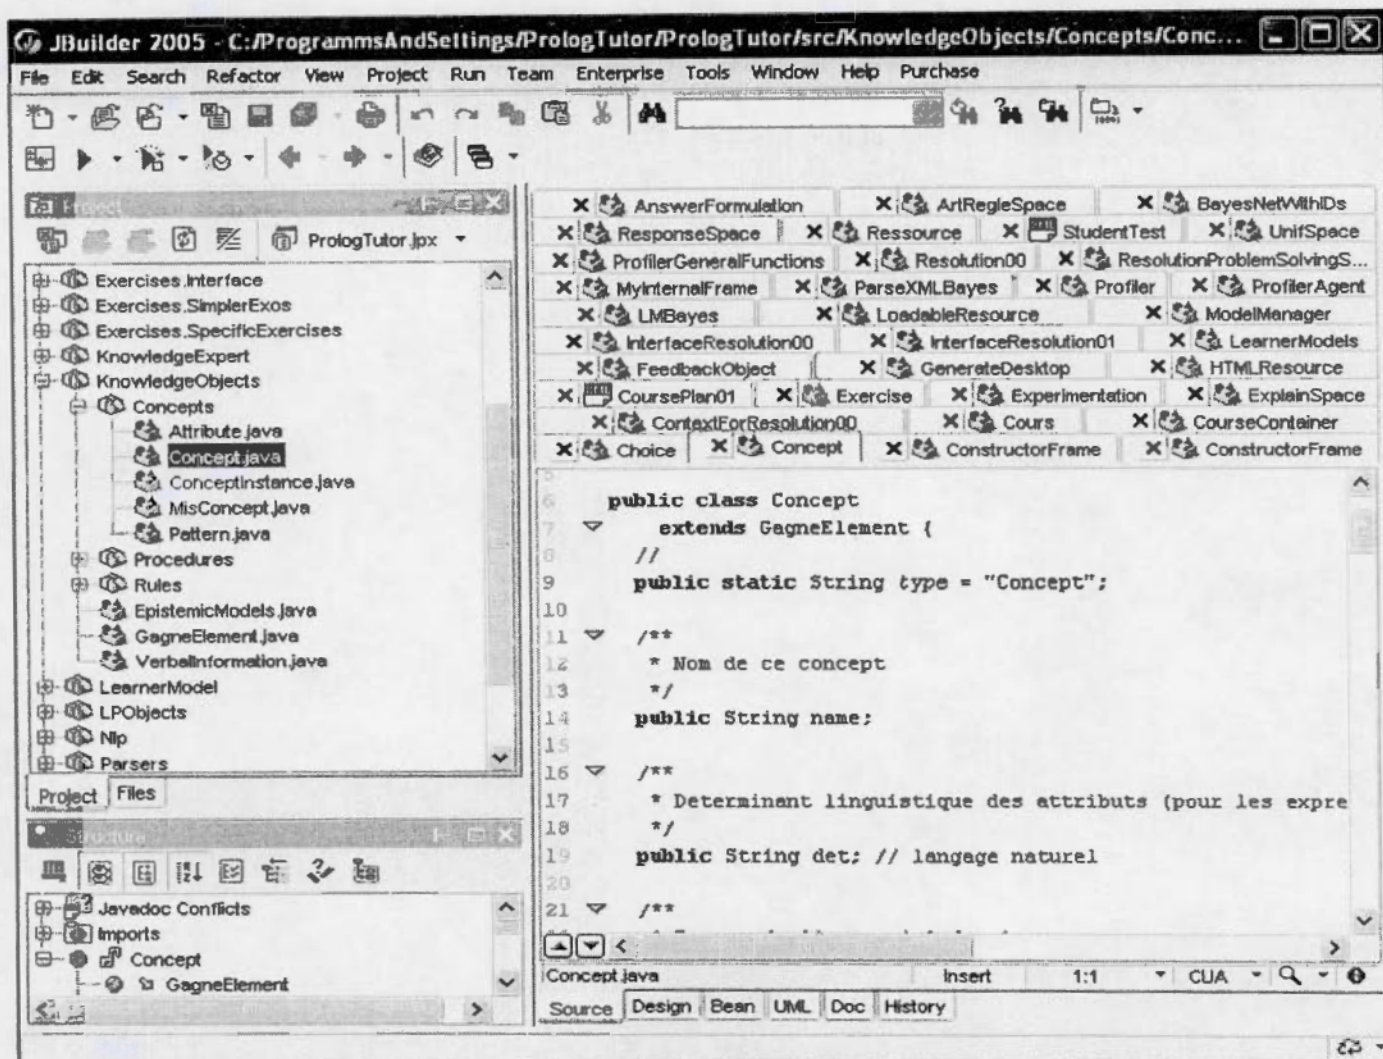 JBuilder 2005 - C:/ProgrammsAndSettings/PrologTutor/PrologTutor/src/KnowledgeObjects/Concepts/Conc...
File Edit Search Refactor View Project Run Team Enterprise Tools Window Help Purchase
Project
PrologTutor.jpx
Exercises.Interface
Exercises.SimplerExos
Exercises.SpecificExercises
KnowledgeExpert
KnowledgeObjects
Concepts
Attribute.java
Concept.java
ConceptInstance.java
MisConcept.java
Pattern.java
Procedures
Rules
EpistemicModels.java
GagneElement.java
VerbalInformation.java
LearnerModel
LPObjects
Nlp
Parsers
Project Files
Structure
Javadoc Conflicts
Imports
Concept
GagneElement
AnswerFormulation ArtRegleSpace BayesNetWithIDs
ResponseSpace Ressource StudentTest UnifSpace
ProfilerGeneralFunctions Resolution00 ResolutionProblemSolvingS...
MyInternalFrame ParseXMLBayes Profiler ProfilerAgent
LMBayes LoadableResource ModelManager
InterfaceResolution00 InterfaceResolution01 LearnerModels
FeedbackObject GenerateDesktop HTMLResource
CoursePlan01 Exercise Experimentation ExplainSpace
ContextForResolution00 Cours CourseContainer
Choice Concept ConstructorFrame ConstructorFrame
5
6 public class Concept
7 extends GagneElement {
8 //
9 public static String type = "Concept";
10
11 /**
12 * Nom de ce concept
13 */
14 public String name;
15
16 /**
17 * Determinant linguistique des attributs (pour les expre
18 */
19 public String det; // langage naturel
20
21 /**
Concept.java Insert 1:1 CUA
Source Design Bean UML Doc History